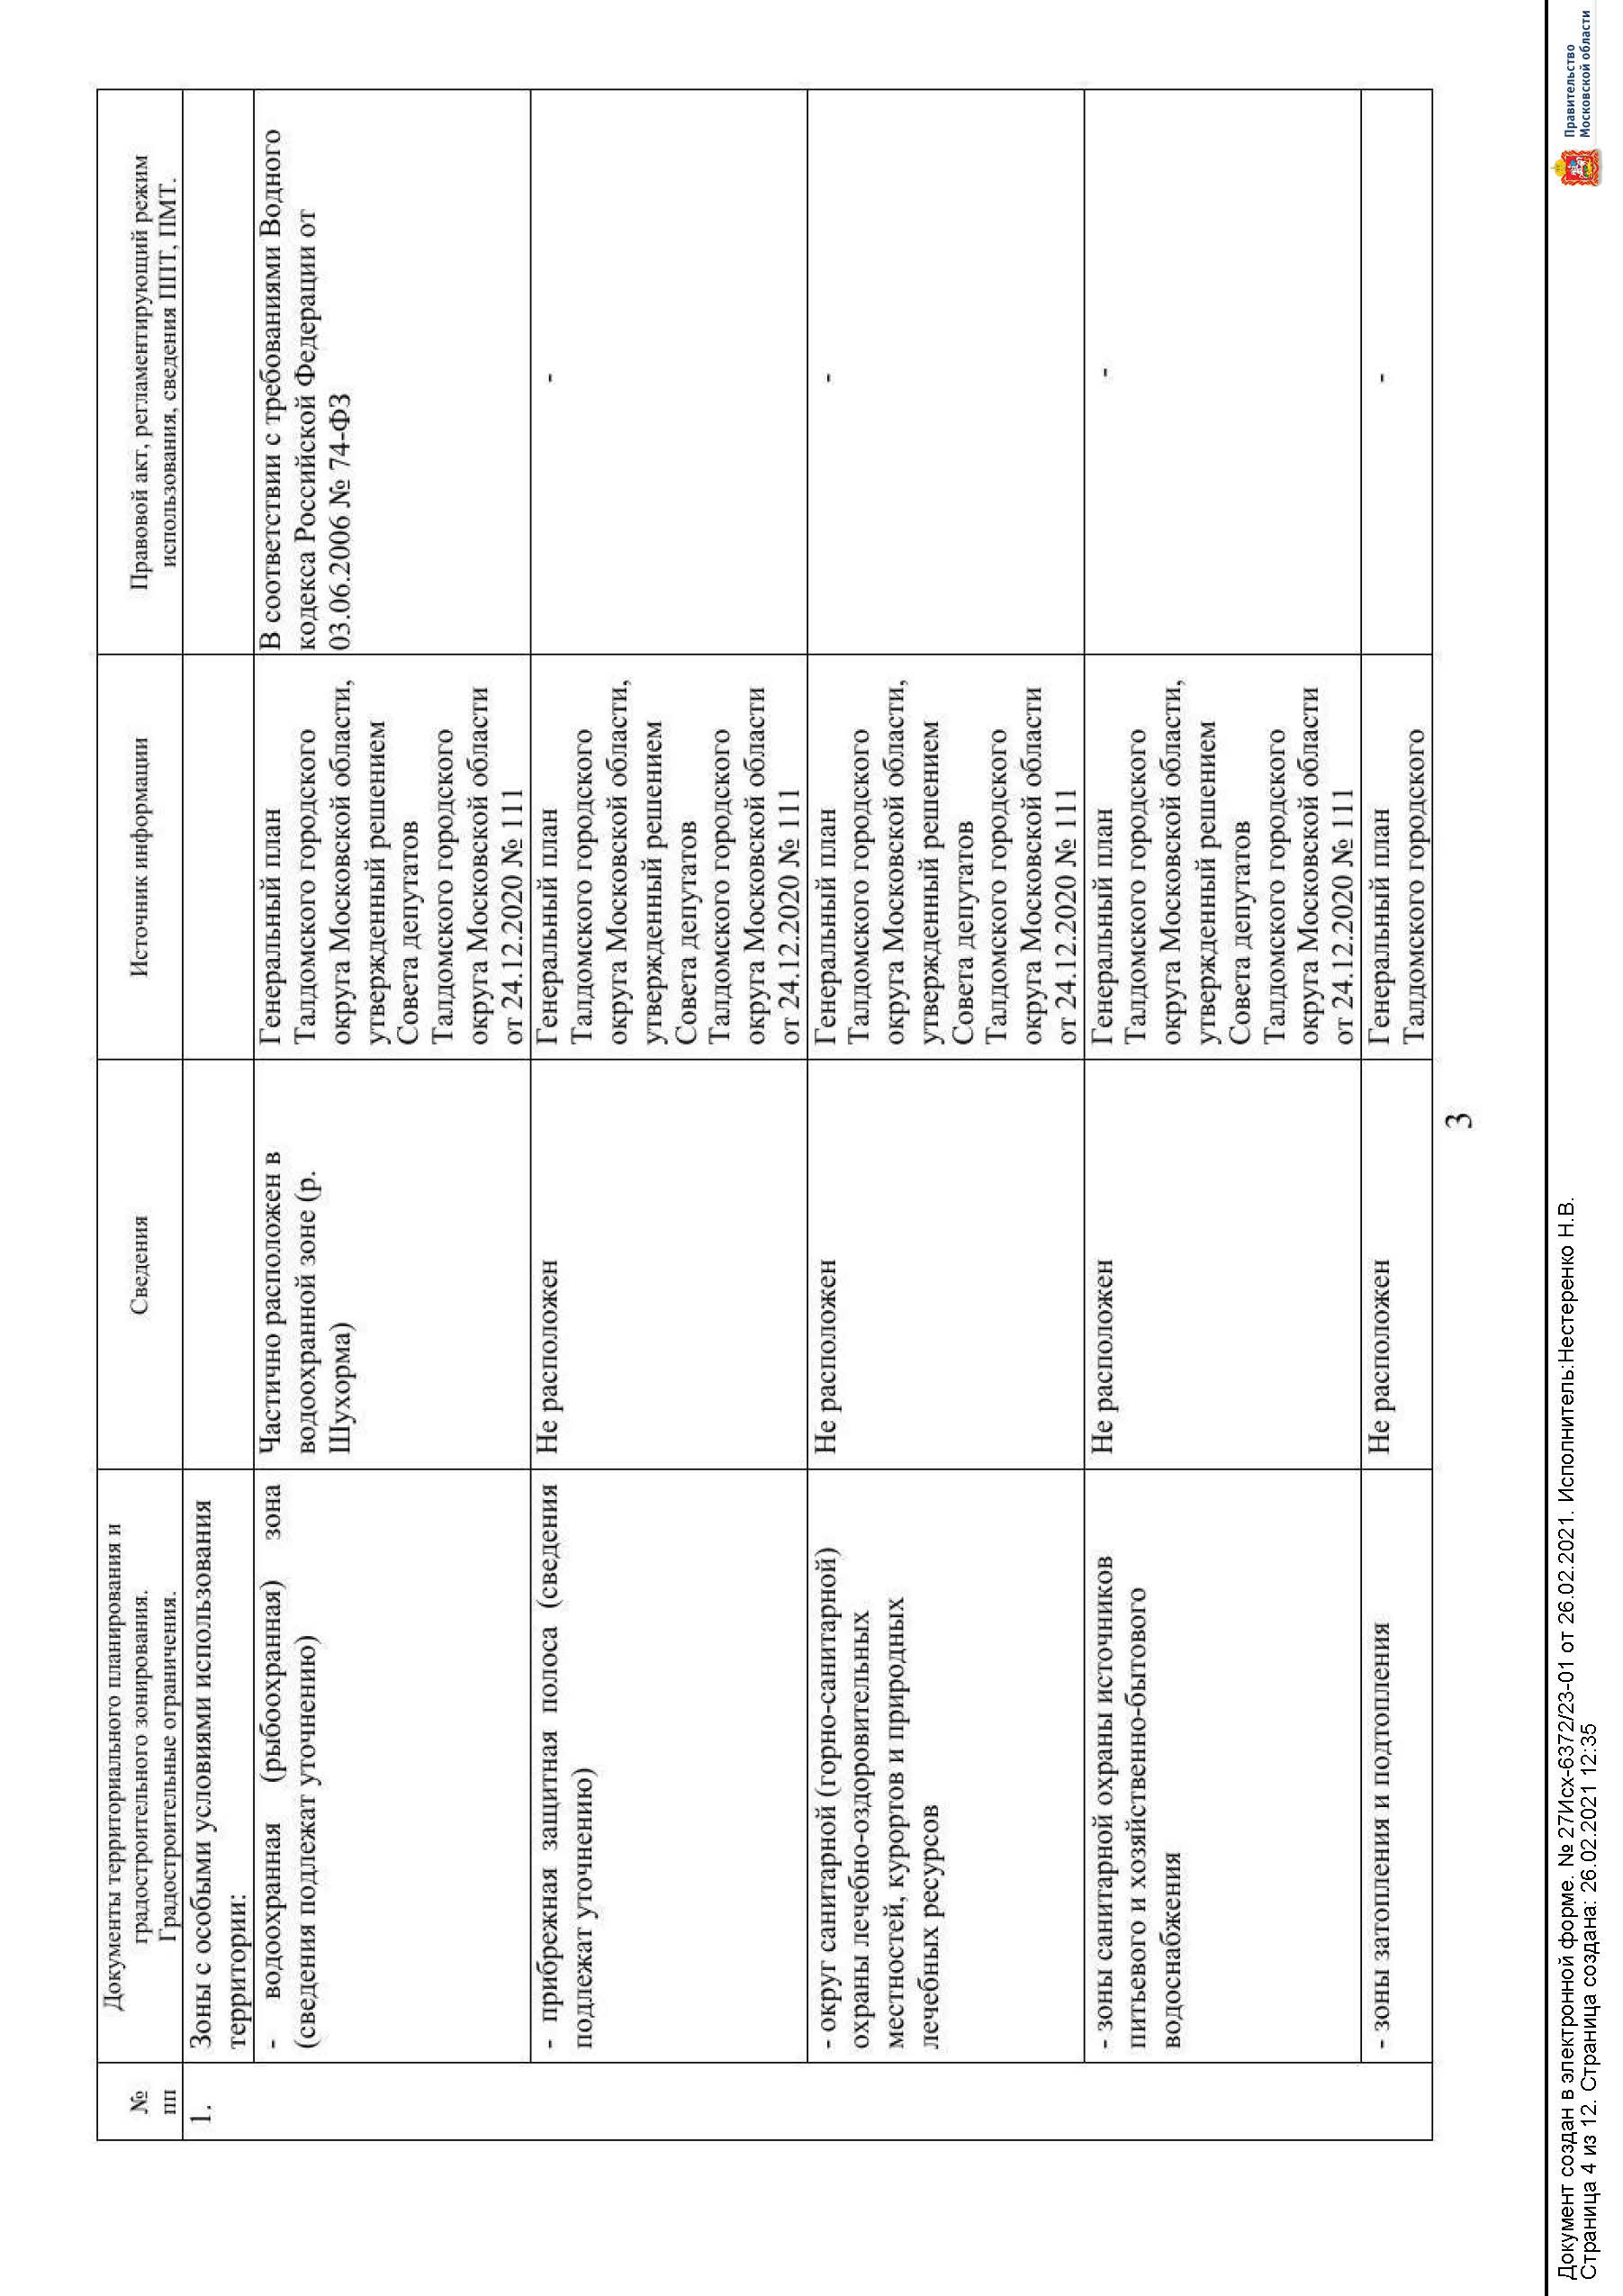 №
пп
Документы территориального планирования и
градостроительного зонирования.
Градостроительные ограничения.
Сведения
Источник информации
Правовой акт, регламентирующий режим
использования, сведения ППТ, ПМТ.
1.
Зоны с особыми условиями использования
территории:
- водоохранная (рыбоохранная) зона
(сведения подлежат уточнению)
Частично расположен в
водоохранной зоне (р.
Шухорма)
Генеральный план
Талдомского городского
округа Московской области,
утвержденный решением
Совета депутатов
Талдомского городского
округа Московской области
от 24.12.2020 № 111
В соответствии с требованиями Водного
кодекса Российской Федерации от
03.06.2006 № 74-ФЗ
- прибрежная защитная полоса (сведения
подлежат уточнению)
Не расположен
Генеральный план
Талдомского городского
округа Московской области,
утвержденный решением
Совета депутатов
Талдомского городского
округа Московской области
от 24.12.2020 № 111
-
- округ санитарной (горно-санитарной)
охраны лечебно-оздоровительных
местностей, курортов и природных
лечебных ресурсов
Не расположен
Генеральный план
Талдомского городского
округа Московской области,
утвержденный решением
Совета депутатов
Талдомского городского
округа Московской области
от 24.12.2020 № 111
-
- зоны санитарной охраны источников
питьевого и хозяйственно-бытового
водоснабжения
Не расположен
Генеральный план
Талдомского городского
округа Московской области,
утвержденный решением
Совета депутатов
Талдомского городского
округа Московской области
от 24.12.2020 № 111
-
- зоны затопления и подтопления
Не расположен
Генеральный план
Талдомского городского
-
3
Документ создан в электронной форме. № 27Исх-6372/23-01 от 26.02.2021. Исполнитель:Нестеренко Н.В.
Страница 4 из 12. Страница создана: 26.02.2021 12:35
Правительство
Московской области